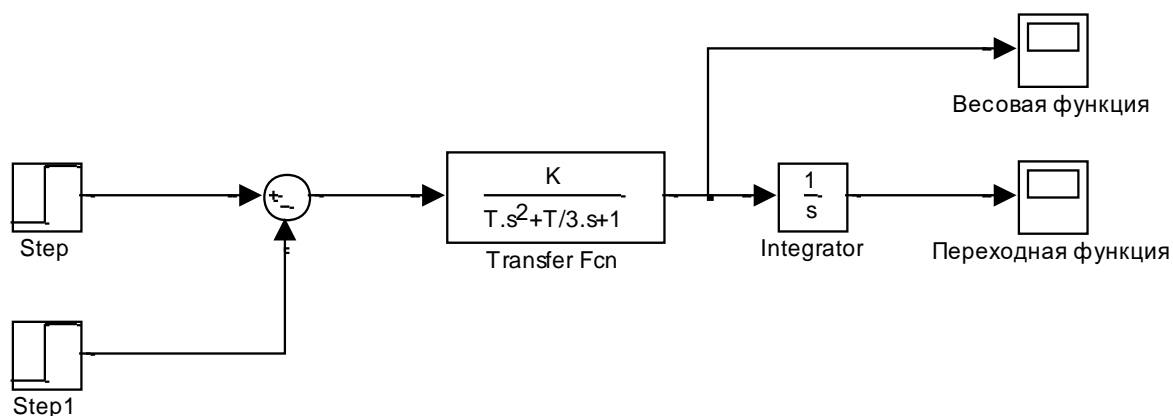 Весовая функция
Step
+
−
K
T.s2+T/3.s+1
Transfer Fcn
1
s
Integrator
Переходная функция
Step1